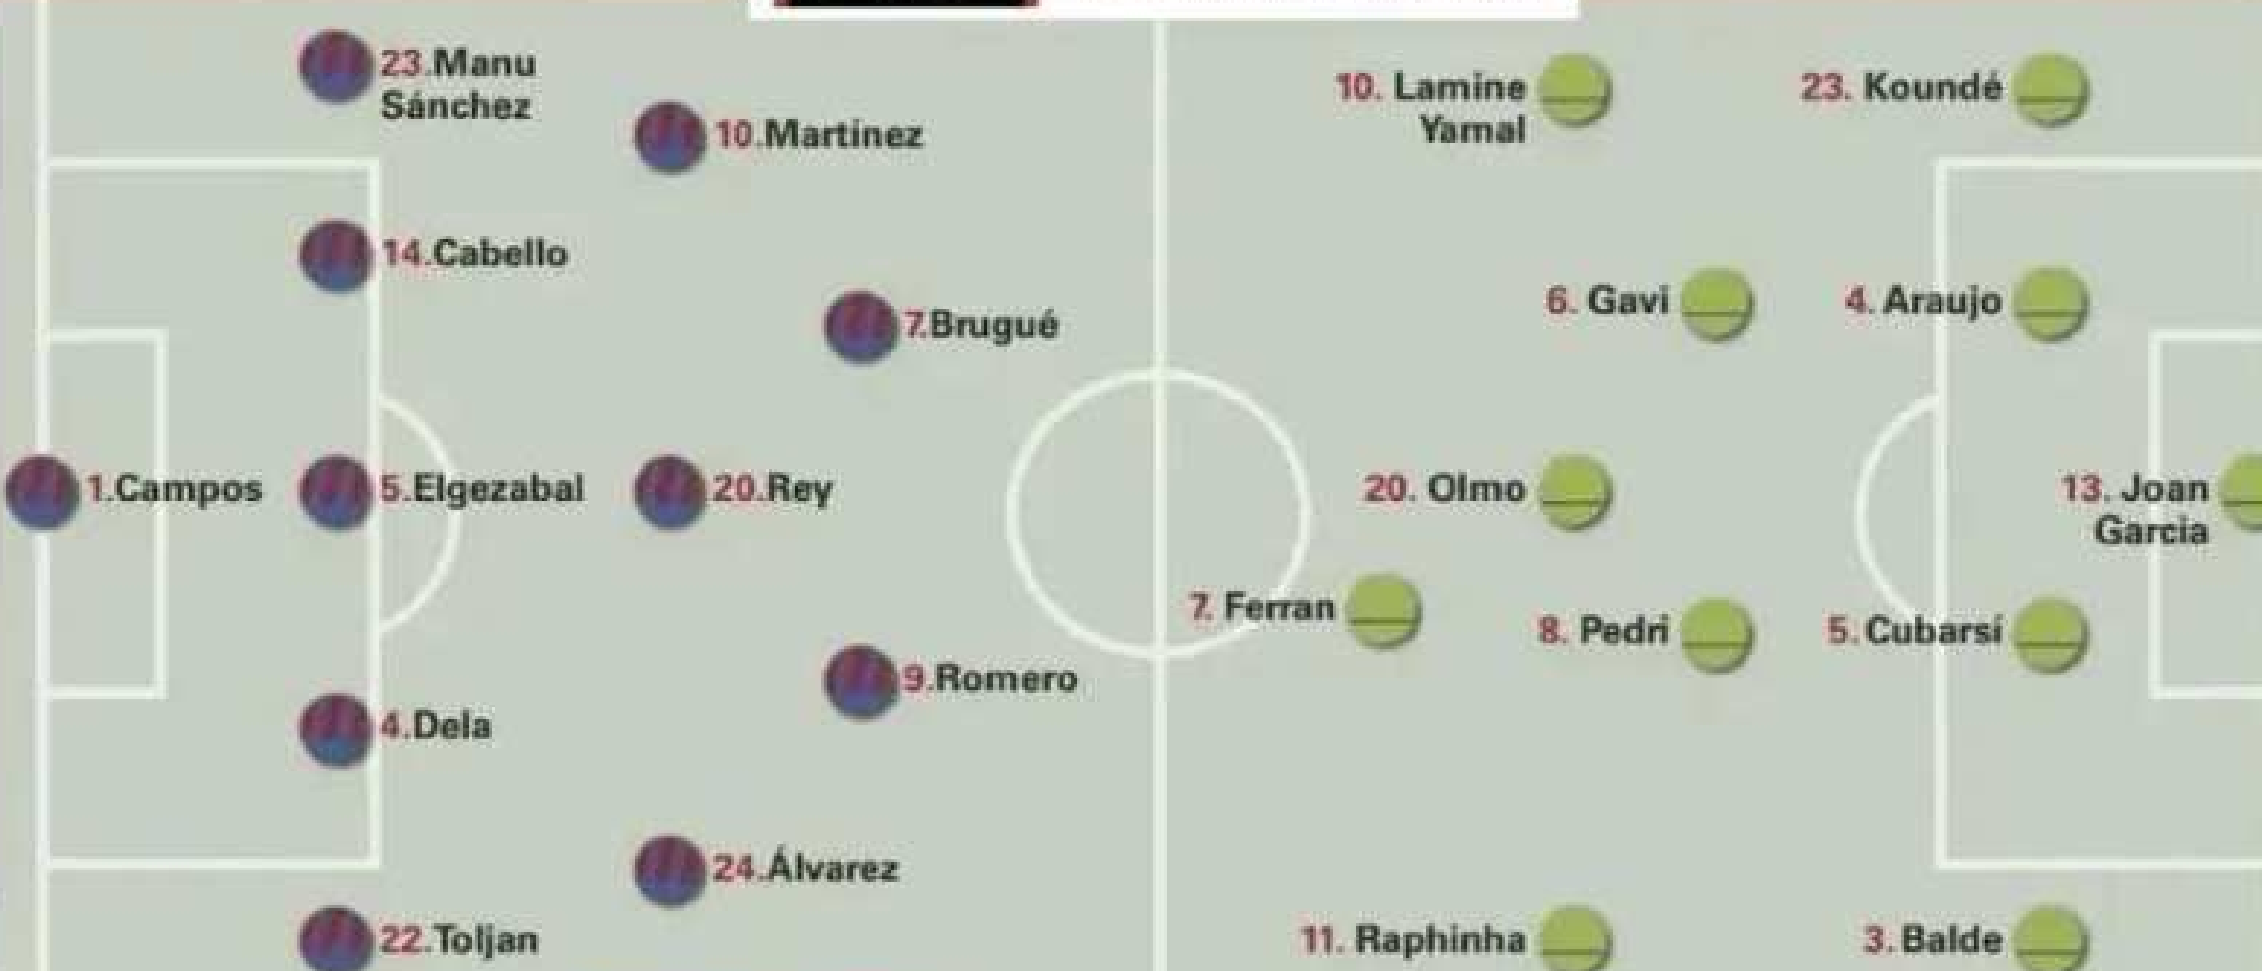 23.Manu
Sánchez
10.Martínez
14.Cabello
7.Brugué
1.Campos
5.Elgezabal
20.Rey
9.Romero
4.Dela
24.Álvarez
22.Toljan
10. Lamine
Yamal
23. Koundé
6. Gavi
4. Araujo
20. Olmo
13. Joan
Garcia
7. Ferran
8. Pedri
5. Cubarsí
11. Raphinha
3. Balde